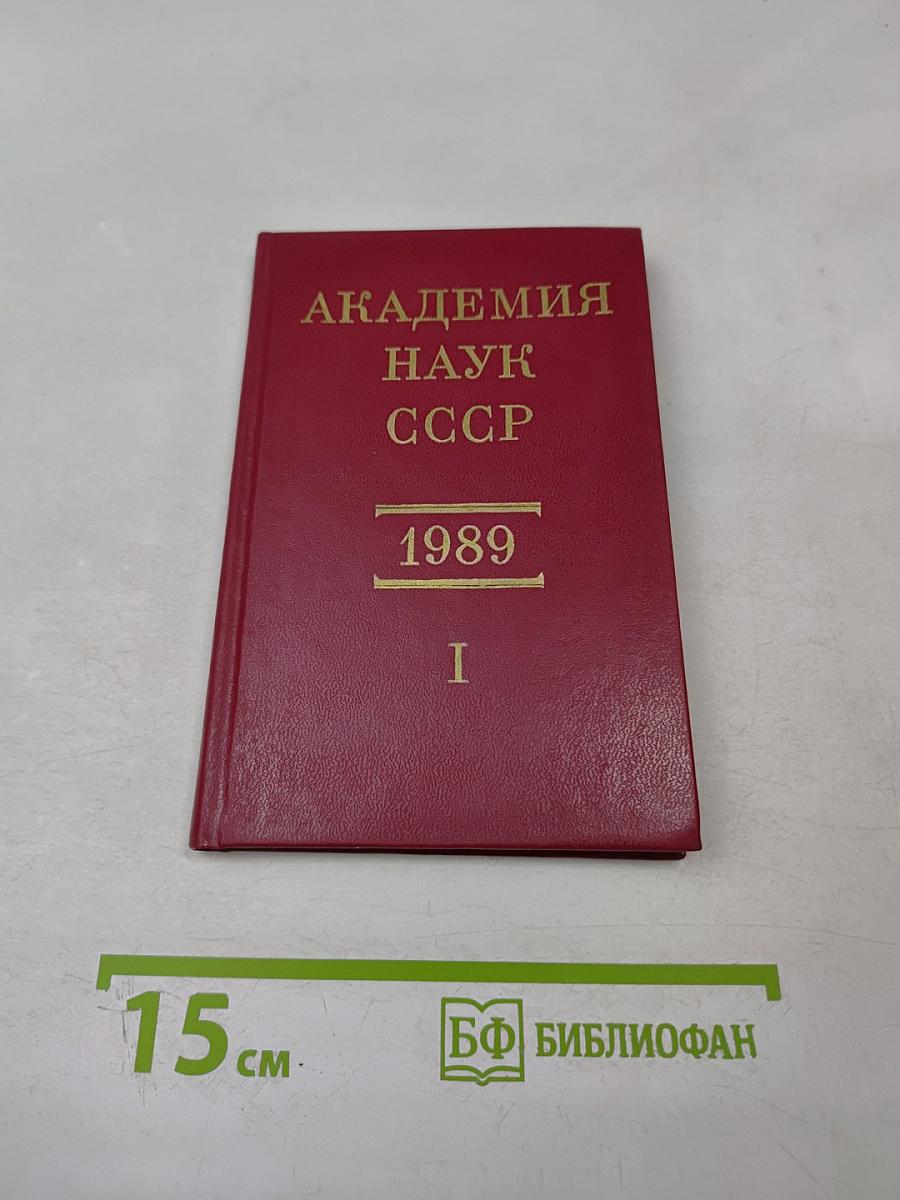 АКАДЕМИЯ
НАУК
СССР
1989
I
15 см
БФ БИБЛИОФАН